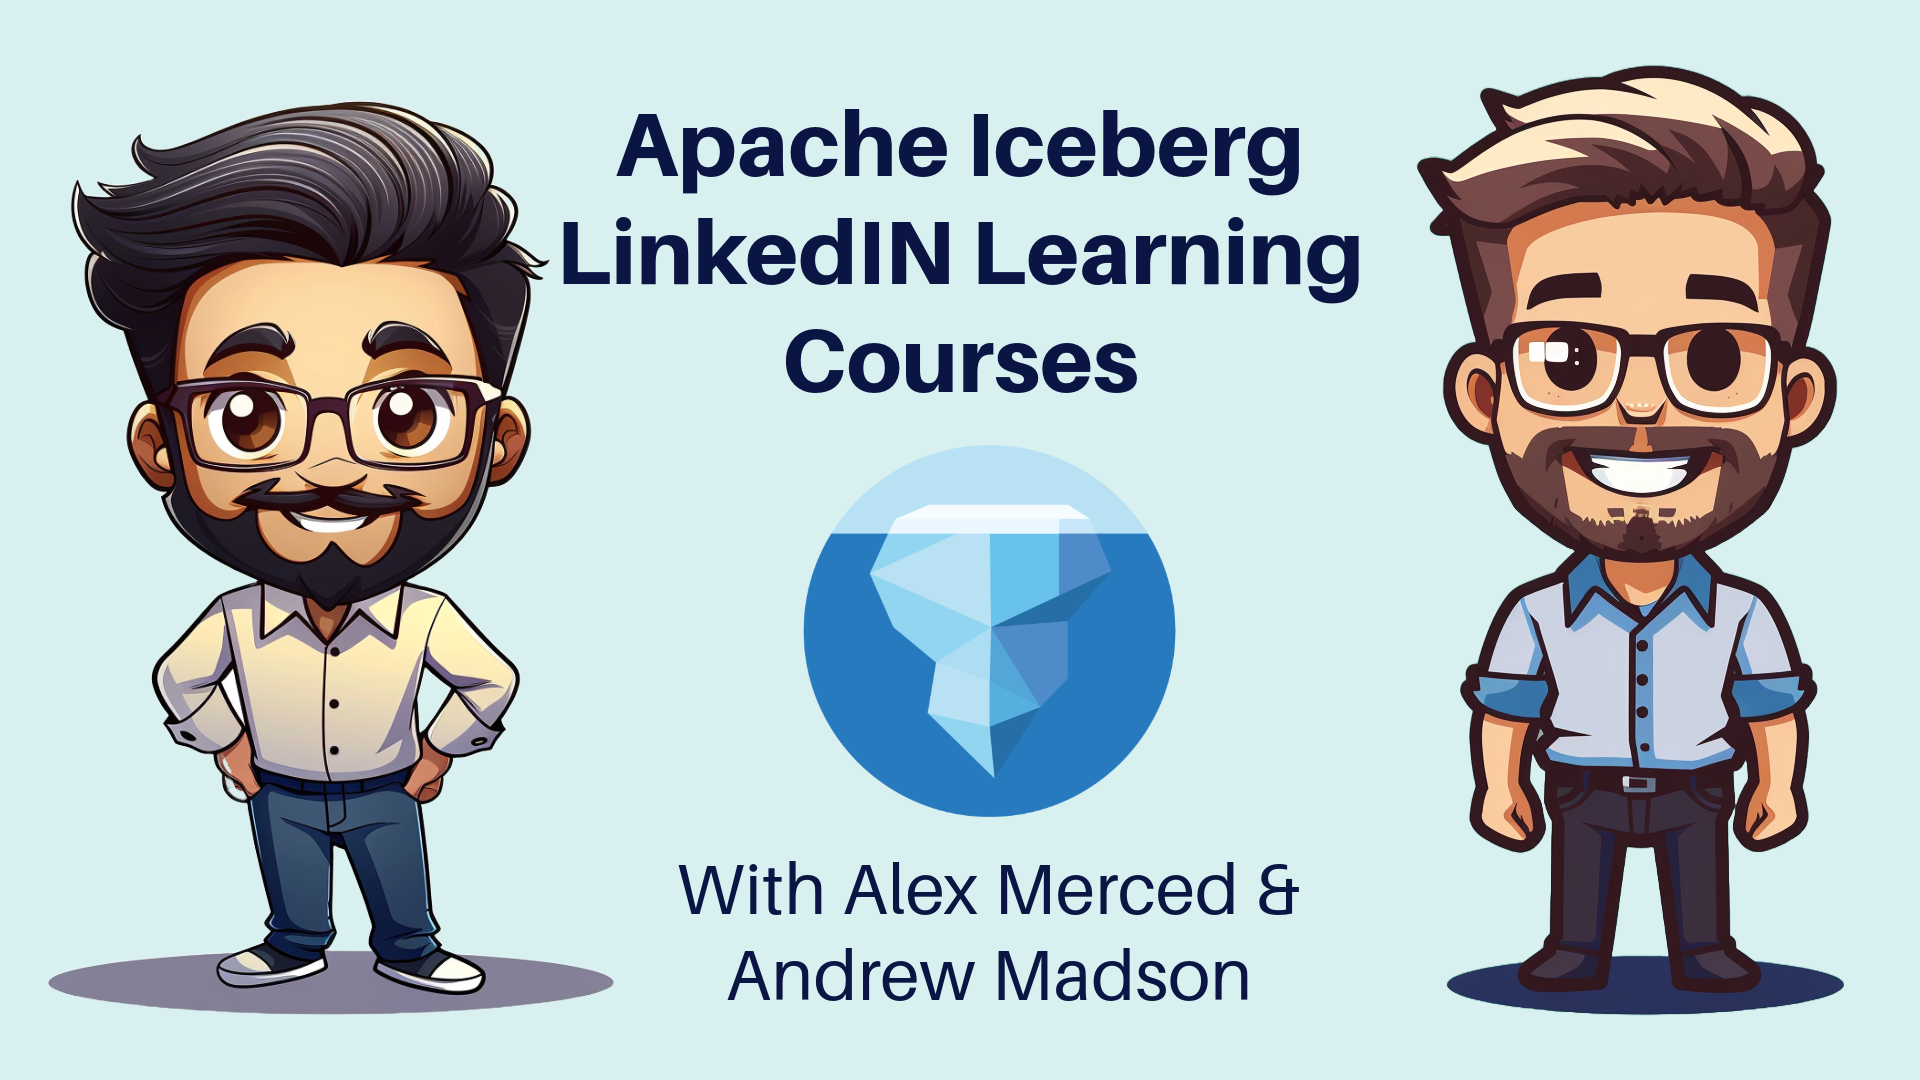 Apache Iceberg
LinkedIN Learning
Courses
With Alex Merced &
Andrew Madson